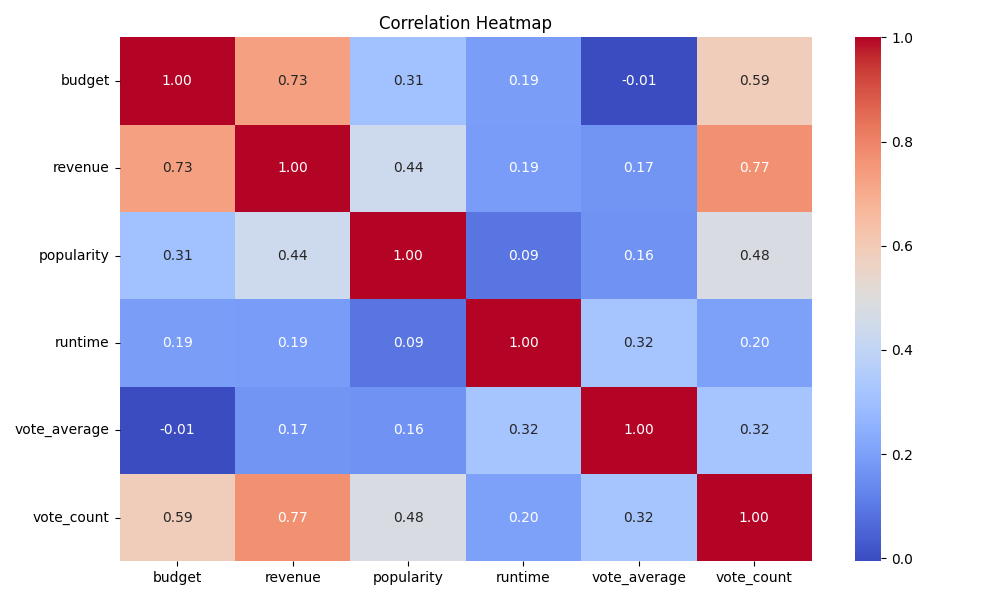 Correlation Heatmap
budget 1.00 0.73 0.31 0.19 -0.01 0.59
revenue 0.73 1.00 0.44 0.19 0.17 0.77
popularity 0.31 0.44 1.00 0.09 0.16 0.48
runtime 0.19 0.19 0.09 1.00 0.32 0.20
vote_average -0.01 0.17 0.16 0.32 1.00 0.32
vote_count 0.59 0.77 0.48 0.20 0.32 1.00
budget revenue popularity runtime vote_average vote_count
1.0
0.8
0.6
0.4
0.2
0.0